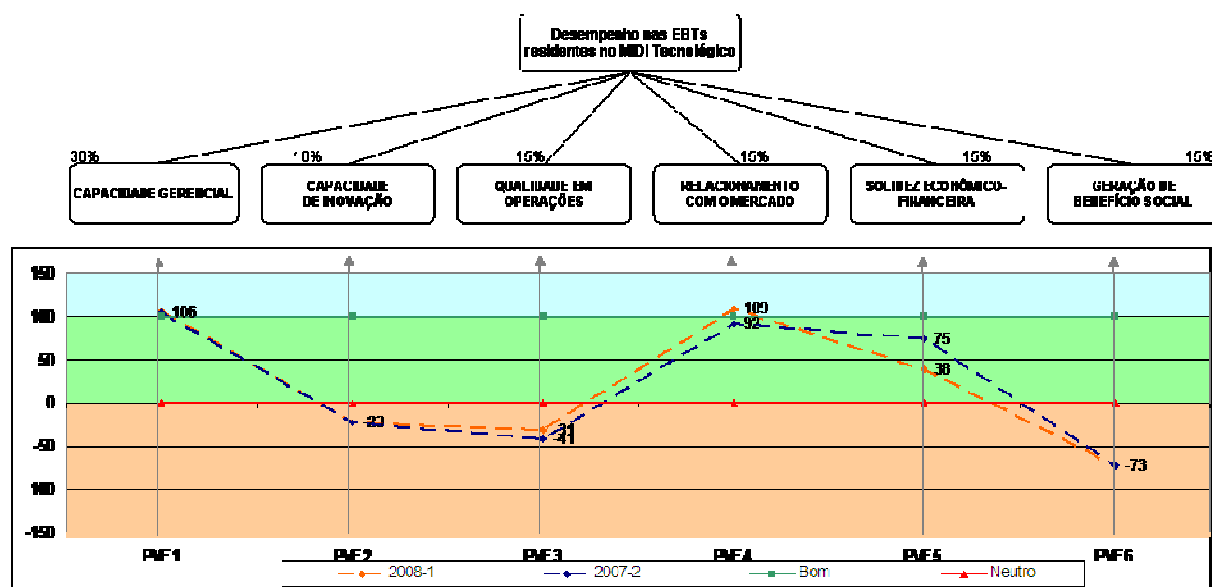 Desempenho nas EBTs
residentes no MIDI Tecnológico
30%
10%
15%
15%
15%
15%
CAPACIDADE GERENCIAL
CAPACIDADE
DE INOVAÇÃO
QUALIDADE EM
OPERAÇÕES
RELACIONAMENTO
COM O MERCADO
SOLIDEZ ECONÔMICO-
FINANCEIRA
GERAÇÃO DE
BENEFÍCIO SOCIAL
150
100
50
0
-50
100
-150
106
109
92
75
-41
-73
PVF1
PVF2
PVF3
PVF4
PVF5
PVF6
2008-1
2007-2
Bom
Neutro